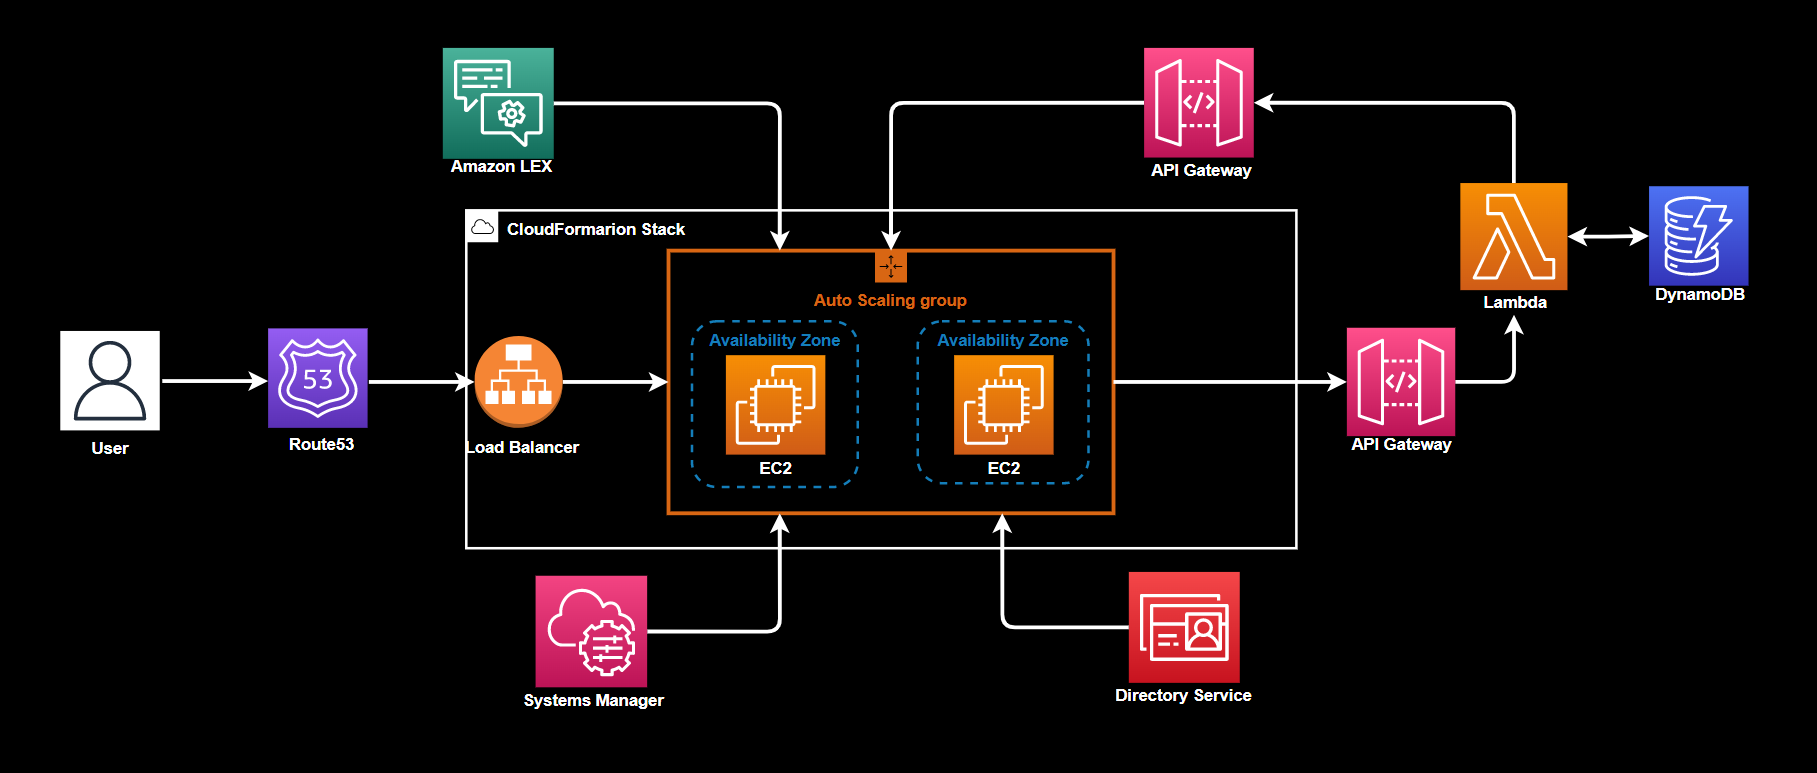 Amazon LEX
API Gateway
CloudFormarion Stack
Auto Scaling group
Lambda
DynamoDB
Availability Zone
Availability Zone
53
User
Route53
Load Balancer
EC2
EC2
API Gateway
Systems Manager
Directory Service